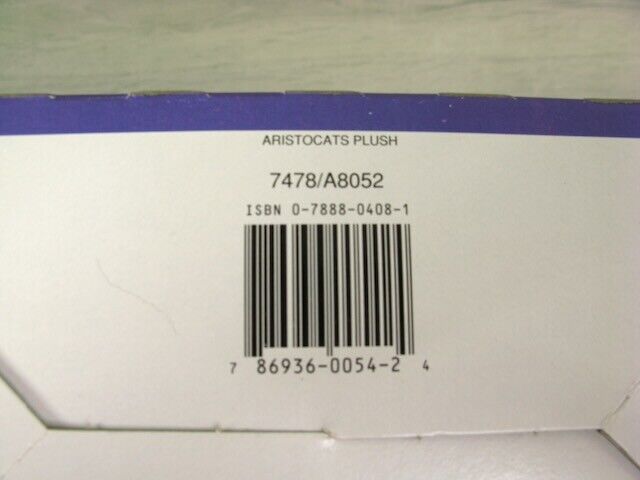 ARISTOCATS PLUSH
7478/A8052
ISBN 0-7888-0408-1
7 86936-0054-2 4